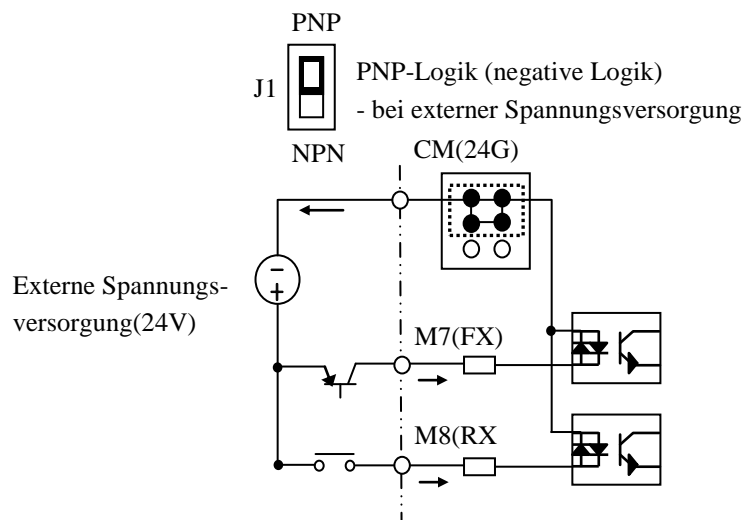 PNP
J1
PNP-Logik (negative Logik)
- bei externer Spannungsversorgung
NPN
CM(24G)
Externe Spannungs-
versorgung(24V)
M7(FX)
M8(RX